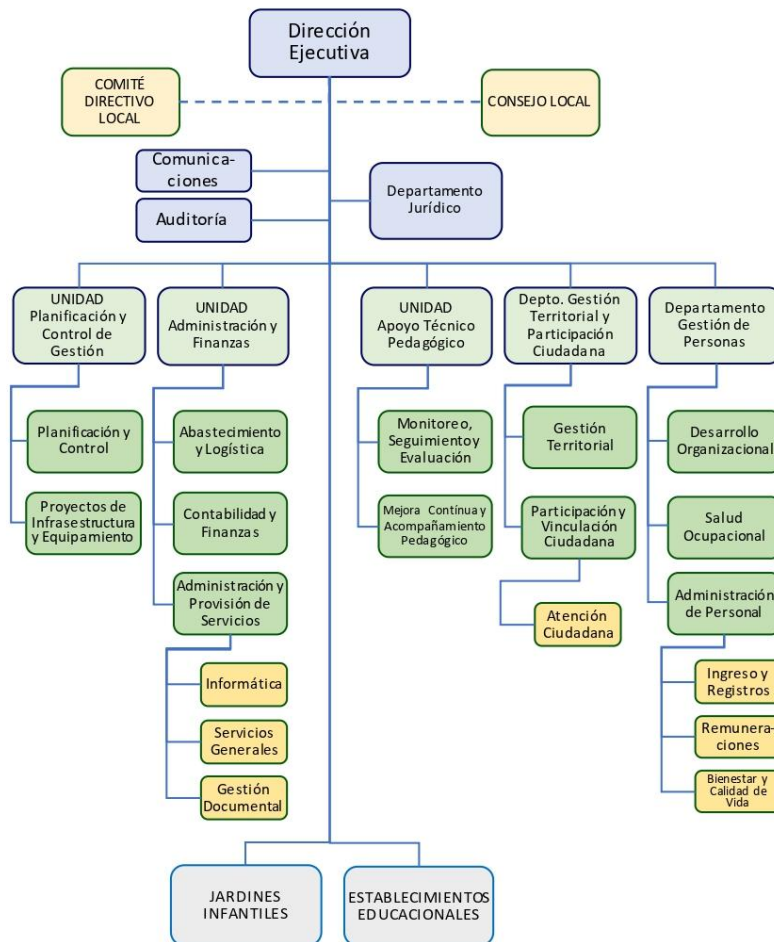 Dirección
Ejecutiva
COMITÉ
DIRECTIVO
LOCAL
CONSEJO LOCAL
Comunica-
ciones
Departamento
Jurídico
Auditoría
UNIDAD
Planificación y
Control de
Gestión
UNIDAD
Administración y
Finanzas
UNIDAD
Apoyo Técnico
Pedagógico
Depto. Gestión
Territorial y
Participación
Ciudadana
Departamento
Gestión de
Personas
Planificación y
Control
Abastecimiento
y Logística
Monitoreo,
Seguimiento y
Evaluación
Gestión
Territorial
Desarrollo
Organizacional
Proyectos de
Infrasestructura
y Equipamiento
Contabilidad y
Finanzas
Mejora Contínua y
Acompañamiento
Pedagógico
Participación y
Vinculación
Ciudadana
Salud
Ocupacional
Administración y
Provisión de
Servicios
Atención
Ciudadana
Administración
de Personal
Informática
Servicios
Generales
Gestión
Documental
Ingreso y
Registros
Remunera-
ciones
Bienestar y
Calidad de
Vida
JARDINES
INFANTILES
ESTABLECIMIENTOS
EDUCACIONALES